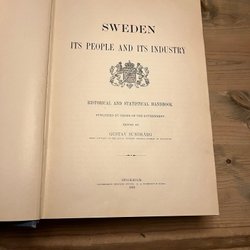 SWEDEN
ITS PEOPLE AND ITS INDUSTRY
HISTORICAL AND STATISTICAL HANDBOOK
PUBLISHED BY ORDER OF THE GOVERNMENT
EDITED BY
GUSTAV SUNDBÄRG
STOCKHOLM